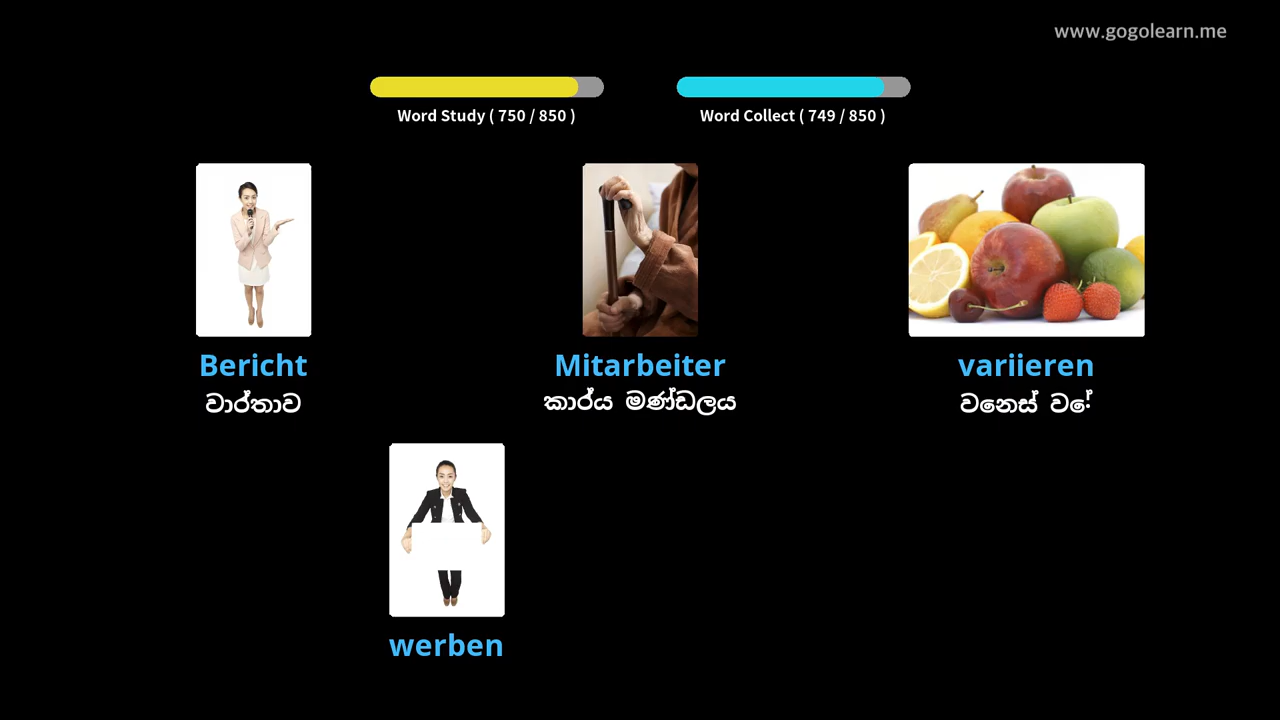 www.gogolearn.me
Word Study ( 750 / 850 )
Word Collect ( 749 / 850 )
Bericht
Mitarbeiter
variieren
වාර්තාව
කාර්ය මණ්ඩලය
වෙනස් වේ!
werben